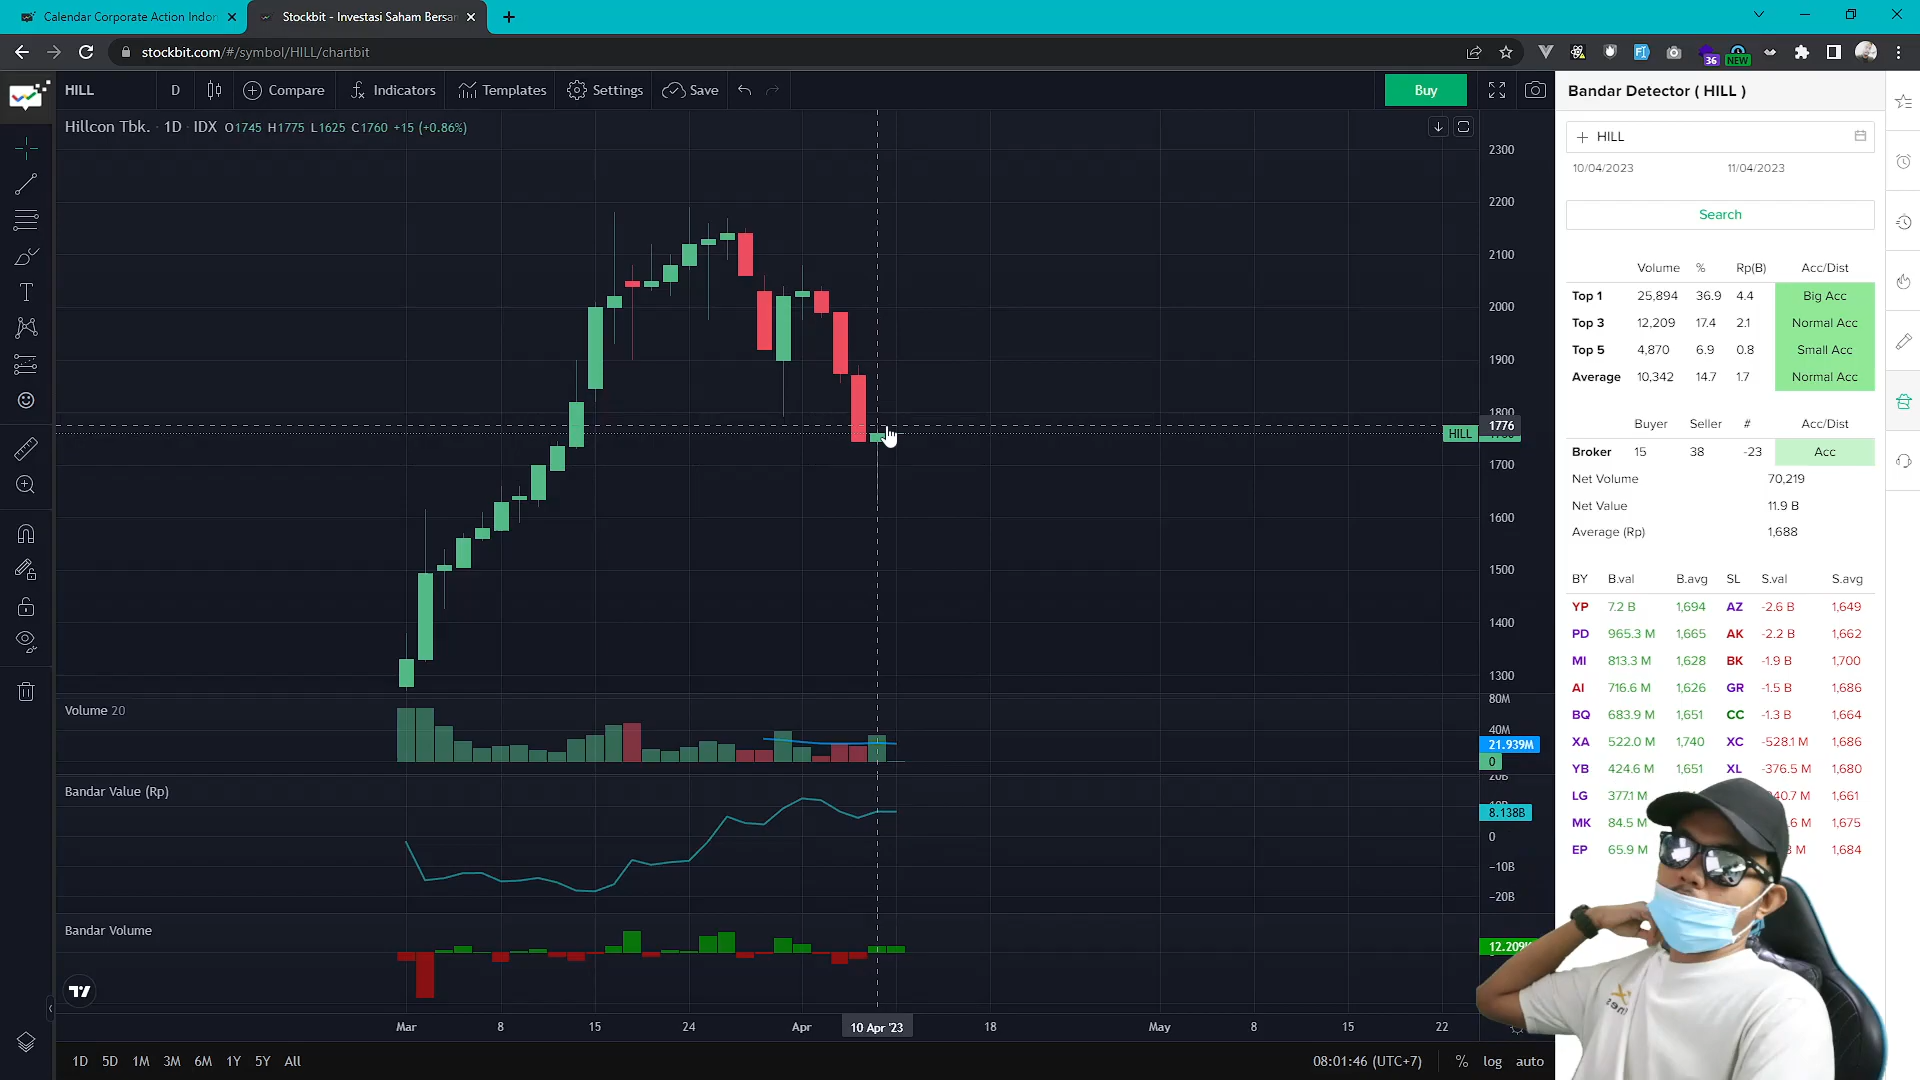 Calendar Corporate Action Indon
Stockbit - Investasi Saham Bersar
stockbit.com/#/symbol/HILL/chartbit
36
NEW
HILL
D
Compare
Indicators
Templates
Settings
Save
Buy
Hillcon Tbk. · 1D · IDX O1745 H1775 L1625 C1760 +15 (+0.86%)
2300
2200
2100
2000
1900
1800
1776
HILL
1700
1600
1500
1400
1300
Volume 20
80M
40M
21.939M
0
Bandar Value (Rp)
20B
8.138B
0
-10B
-20B
Bandar Volume
12.209K
Mar 8 15 24 Apr 10 Apr '23 18 May 8 15 22
1D 5D 1M 3M 6M 1Y 5Y All
08:01:46 (UTC+7) % log auto
Bandar Detector ( HILL )
HILL
10/04/2023 11/04/2023
Search
Volume % Rp(B) Acc/Dist
Top 1 25,894 36.9 4.4 Big Acc
Top 3 12,209 17.4 2.1 Normal Acc
Top 5 4,870 6.9 0.8 Small Acc
Average 10,342 14.7 1.7 Normal Acc
Buyer Seller # Acc/Dist
Broker 15 38 -23 Acc
Net Volume 70,219
Net Value 11.9 B
Average (Rp) 1,688
BY B.val B.avg SL S.val S.avg
YP 7.2 B 1,694 AZ -2.6 B 1,649
PD 965.3 M 1,665 AK -2.2 B 1,662
MI 813.3 M 1,628 BK -1.9 B 1,700
AI 716.6 M 1,626 GR -1.5 B 1,686
BQ 683.9 M 1,651 CC -1.3 B 1,664
XA 522.0 M 1,740 XC -528.1 M 1,686
YB 424.6 M 1,651 XL -376.5 M 1,680
LG 377.1 M 1,661
MK 84.5 M 1,675
EP 65.9 M 1,684